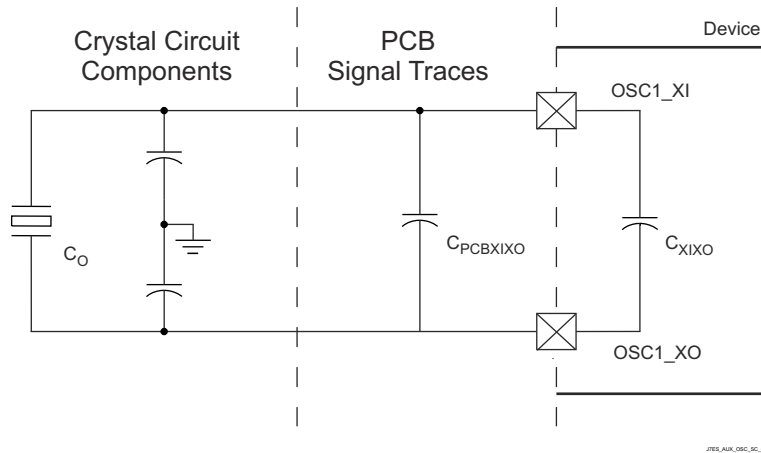 Crystal Circuit
Components
PCB
Signal Traces
Device
OSC1_XI
CO
CPCBXIXO
CXIXO
OSC1_XO